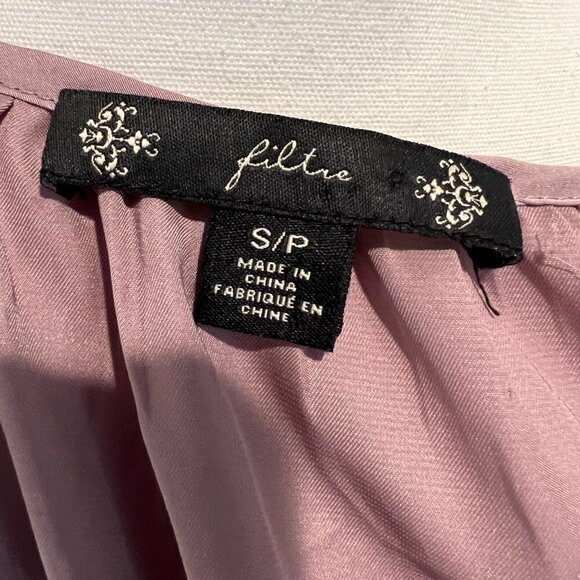 filtre
S/P
MADE IN
CHINA
FABRIQUÉ EN
CHINE